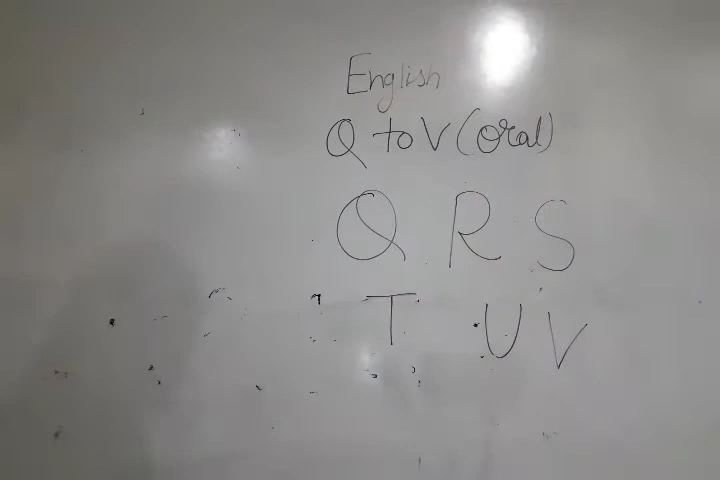 English
Q to V (Oral)
Q R S
T U V